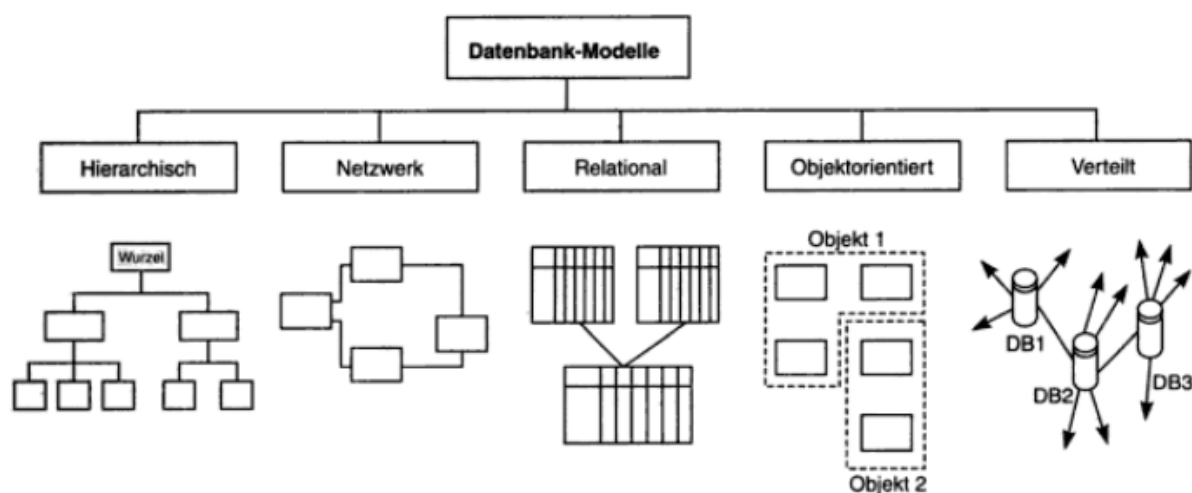 Datenbank-Modelle
Hierarchisch
Netzwerk
Relational
Objektorientiert
Verteilt
Wurzel
Objekt 1
Objekt 2
DB1
DB2
DB3